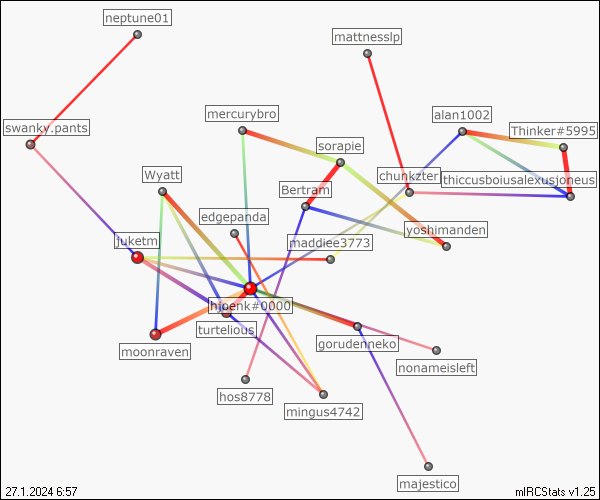 neptune01
mattnesslp
mercurybro
alan1002
swanky.pants
Thinker#5995
sorapie
Wyatt
chunkzter
thiccusboiusalexusjoneus
Bertram
edgepanda
yoshimanden
juketm
maddiee3773
hjoenk#0000
turtelious
moonraven
gorudenneko
nonameisleft
hos8778
mingus4742
majestico
27.1.2024 6:57
mIRCStats v1.25